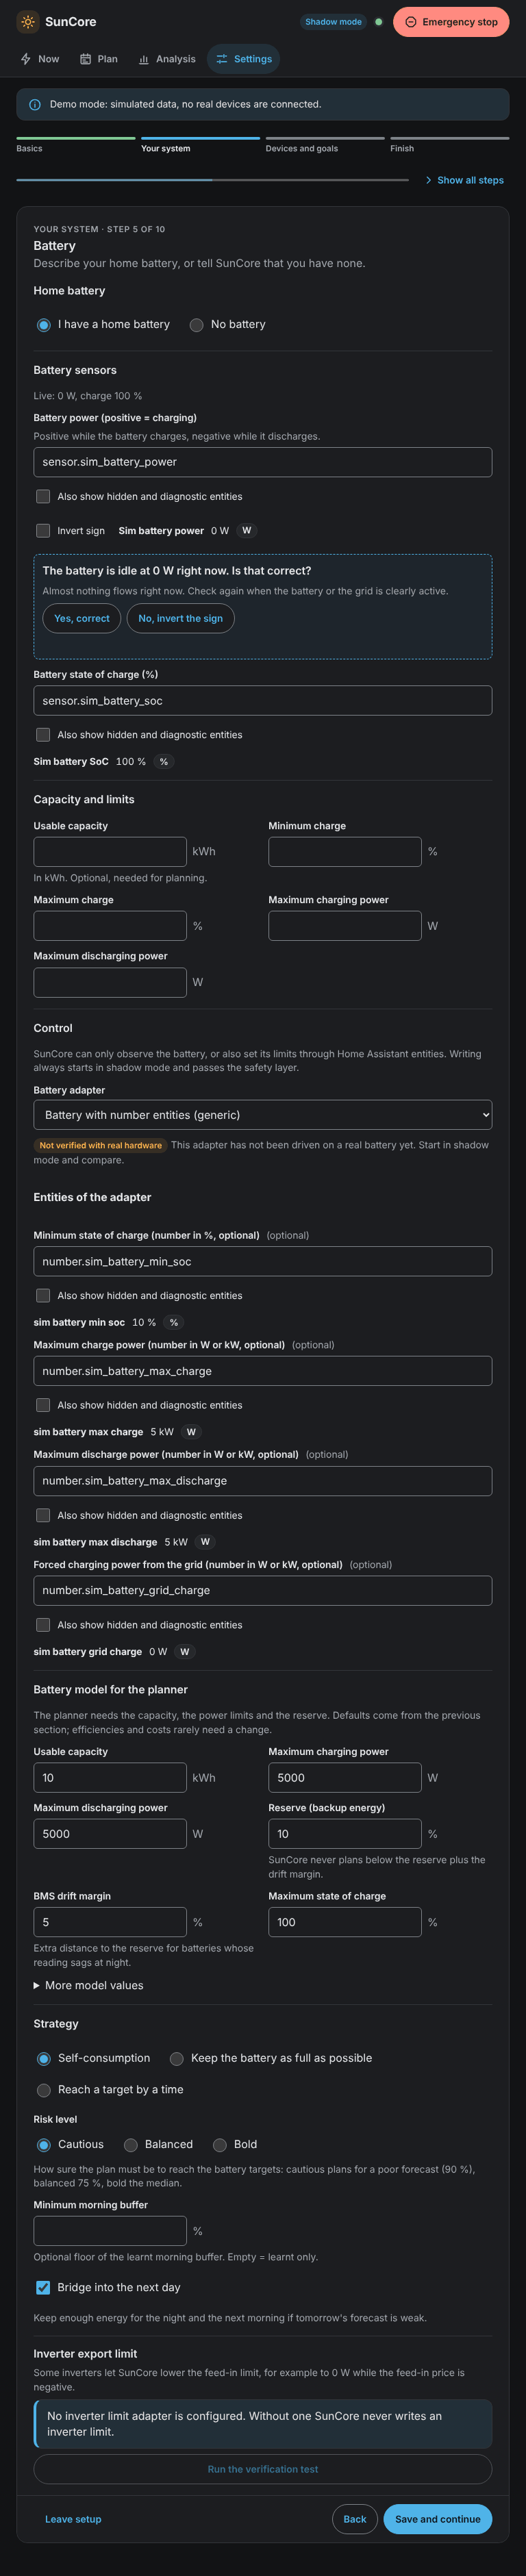 SunCore
Shadow mode
Emergency stop
Now
Plan
Analysis
Settings
Demo mode: simulated data, no real devices are connected.
Basics
Your system
Devices and goals
Finish
Show all steps
YOUR SYSTEM · STEP 5 OF 10
Battery
Describe your home battery, or tell SunCore that you have none.
Home battery
I have a home battery
No battery
Battery sensors
Live: 0 W, charge 100 %
Battery power (positive = charging)
Positive while the battery charges, negative while it discharges.
sensor.sim_battery_power
Also show hidden and diagnostic entities
Invert sign
Sim battery power 0 W W
The battery is idle at 0 W right now. Is that correct?
Almost nothing flows right now. Check again when the battery or the grid is clearly active.
Yes, correct
No, invert the sign
Battery state of charge (%)
sensor.sim_battery_soc
Also show hidden and diagnostic entities
Sim battery SoC 100 % %
Capacity and limits
Usable capacity
kWh
In kWh. Optional, needed for planning.
Minimum charge
%
Maximum charge
%
Maximum charging power
W
Maximum discharging power
W
Control
SunCore can only observe the battery, or also set its limits through Home Assistant entities. Writing
always starts in shadow mode and passes the safety layer.
Battery adapter
Battery with number entities (generic)
Not verified with real hardware This adapter has not been driven on a real battery yet. Start in shadow
mode and compare.
Entities of the adapter
Minimum state of charge (number in %, optional) (optional)
number.sim_battery_min_soc
Also show hidden and diagnostic entities
sim battery min soc 10 % %
Maximum charge power (number in W or kW, optional) (optional)
number.sim_battery_max_charge
Also show hidden and diagnostic entities
sim battery max charge 5 kW W
Maximum discharge power (number in W or kW, optional) (optional)
number.sim_battery_max_discharge
Also show hidden and diagnostic entities
sim battery max discharge 5 kW W
Forced charging power from the grid (number in W or kW, optional) (optional)
number.sim_battery_grid_charge
Also show hidden and diagnostic entities
sim battery grid charge 0 W W
Battery model for the planner
The planner needs the capacity, the power limits and the reserve. Defaults come from the previous
section; efficiencies and costs rarely need a change.
Usable capacity
10 kWh
Maximum charging power
5000 W
Maximum discharging power
5000 W
Reserve (backup energy)
10 %
SunCore never plans below the reserve plus the
drift margin.
BMS drift margin
5 %
Extra distance to the reserve for batteries whose
reading sags at night.
Maximum state of charge
100 %
More model values
Strategy
Self-consumption
Keep the battery as full as possible
Reach a target by a time
Risk level
Cautious
Balanced
Bold
How sure the plan must be to reach the battery targets: cautious plans for a poor forecast (90 %),
balanced 75 %, bold the median.
Minimum morning buffer
%
Optional floor of the learnt morning buffer. Empty = learnt only.
Bridge into the next day
Keep enough energy for the night and the next morning if tomorrow's forecast is weak.
Inverter export limit
Some inverters let SunCore lower the feed-in limit, for example to 0 W while the feed-in price is
negative.
No inverter limit adapter is configured. Without one SunCore never writes an
inverter limit.
Run the verification test
Leave setup
Back
Save and continue